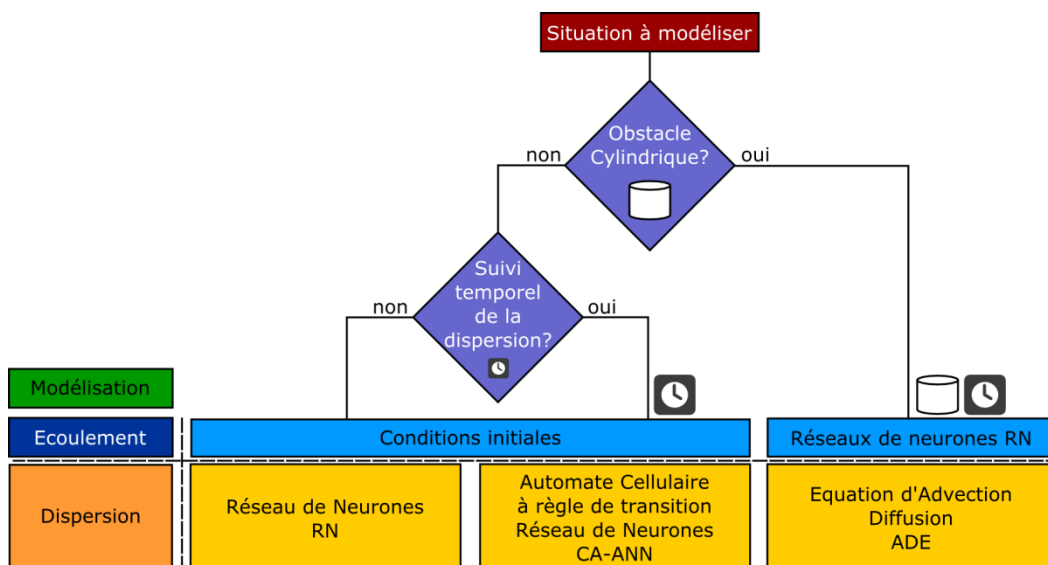 Situation à modéliser
Obstacle
Cylindrique?
non
oui
Suivi
temporel
de la
dispersion?
non
oui
Modélisation
Ecoulement
Conditions initiales
Réseaux de neurones RN
Dispersion
Réseau de Neurones
RN
Automate Cellulaire
à règle de transition
Réseau de Neurones
CA-ANN
Equation d'Advection
Diffusion
ADE